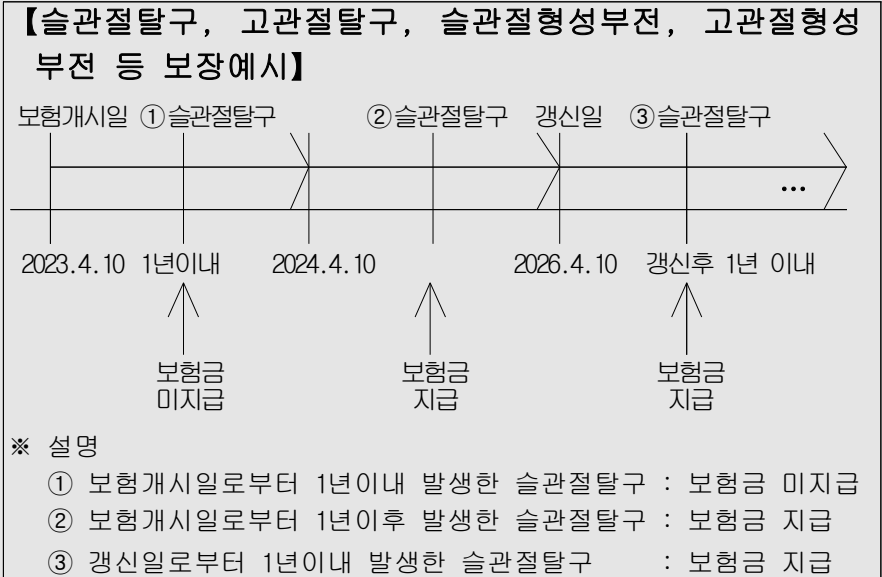 【슬관절탈구, 고관절탈구, 슬관절형성부전, 고관절형성
부전 등 보장예시】
보험개시일 ①슬관절탈구 ②슬관절탈구 갱신일 ③슬관절탈구
…
2023.4.10 1년이내 2024.4.10 2026.4.10 갱신후 1년 이내
보험금 보험금 보험금
미지급 지급 지급
※ 설명
① 보험개시일로부터 1년이내 발생한 슬관절탈구 : 보험금 미지급
② 보험개시일로부터 1년이후 발생한 슬관절탈구 : 보험금 지급
③ 갱신일로부터 1년이내 발생한 슬관절탈구 : 보험금 지급